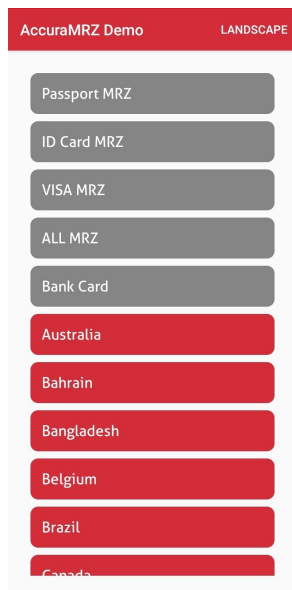 AccuraMRZ Demo
LANDSCAPE
Passport MRZ
ID Card MRZ
VISA MRZ
ALL MRZ
Bank Card
Australia
Bahrain
Bangladesh
Belgium
Brazil
Canada